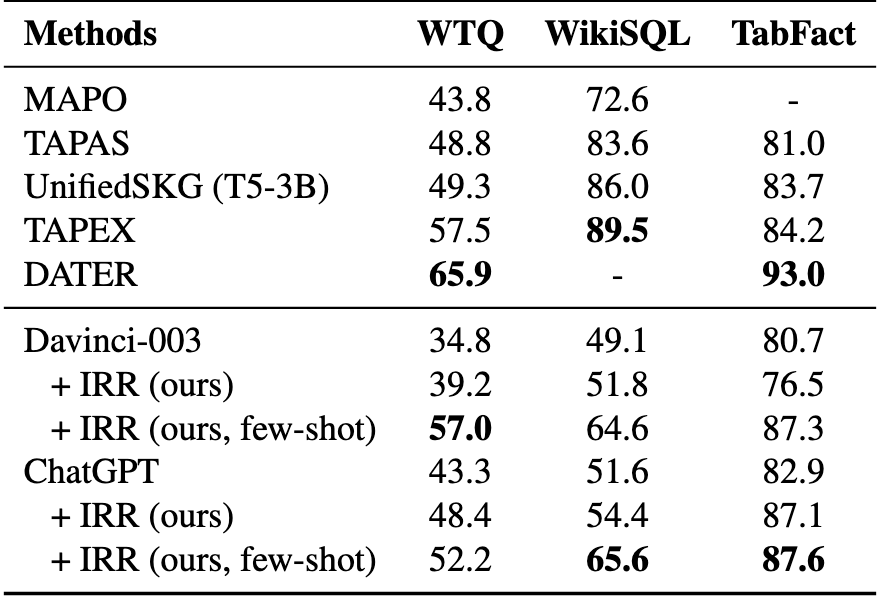 Methods WTQ WikiSQL TabFact
MAPO 43.8 72.6 -
TAPAS 48.8 83.6 81.0
UnifiedSKG (T5-3B) 49.3 86.0 83.7
TAPEX 57.5 89.5 84.2
DATER 65.9 - 93.0
Davinci-003 34.8 49.1 80.7
+ IRR (ours) 39.2 51.8 76.5
+ IRR (ours, few-shot) 57.0 64.6 87.3
ChatGPT 43.3 51.6 82.9
+ IRR (ours) 48.4 54.4 87.1
+ IRR (ours, few-shot) 52.2 65.6 87.6